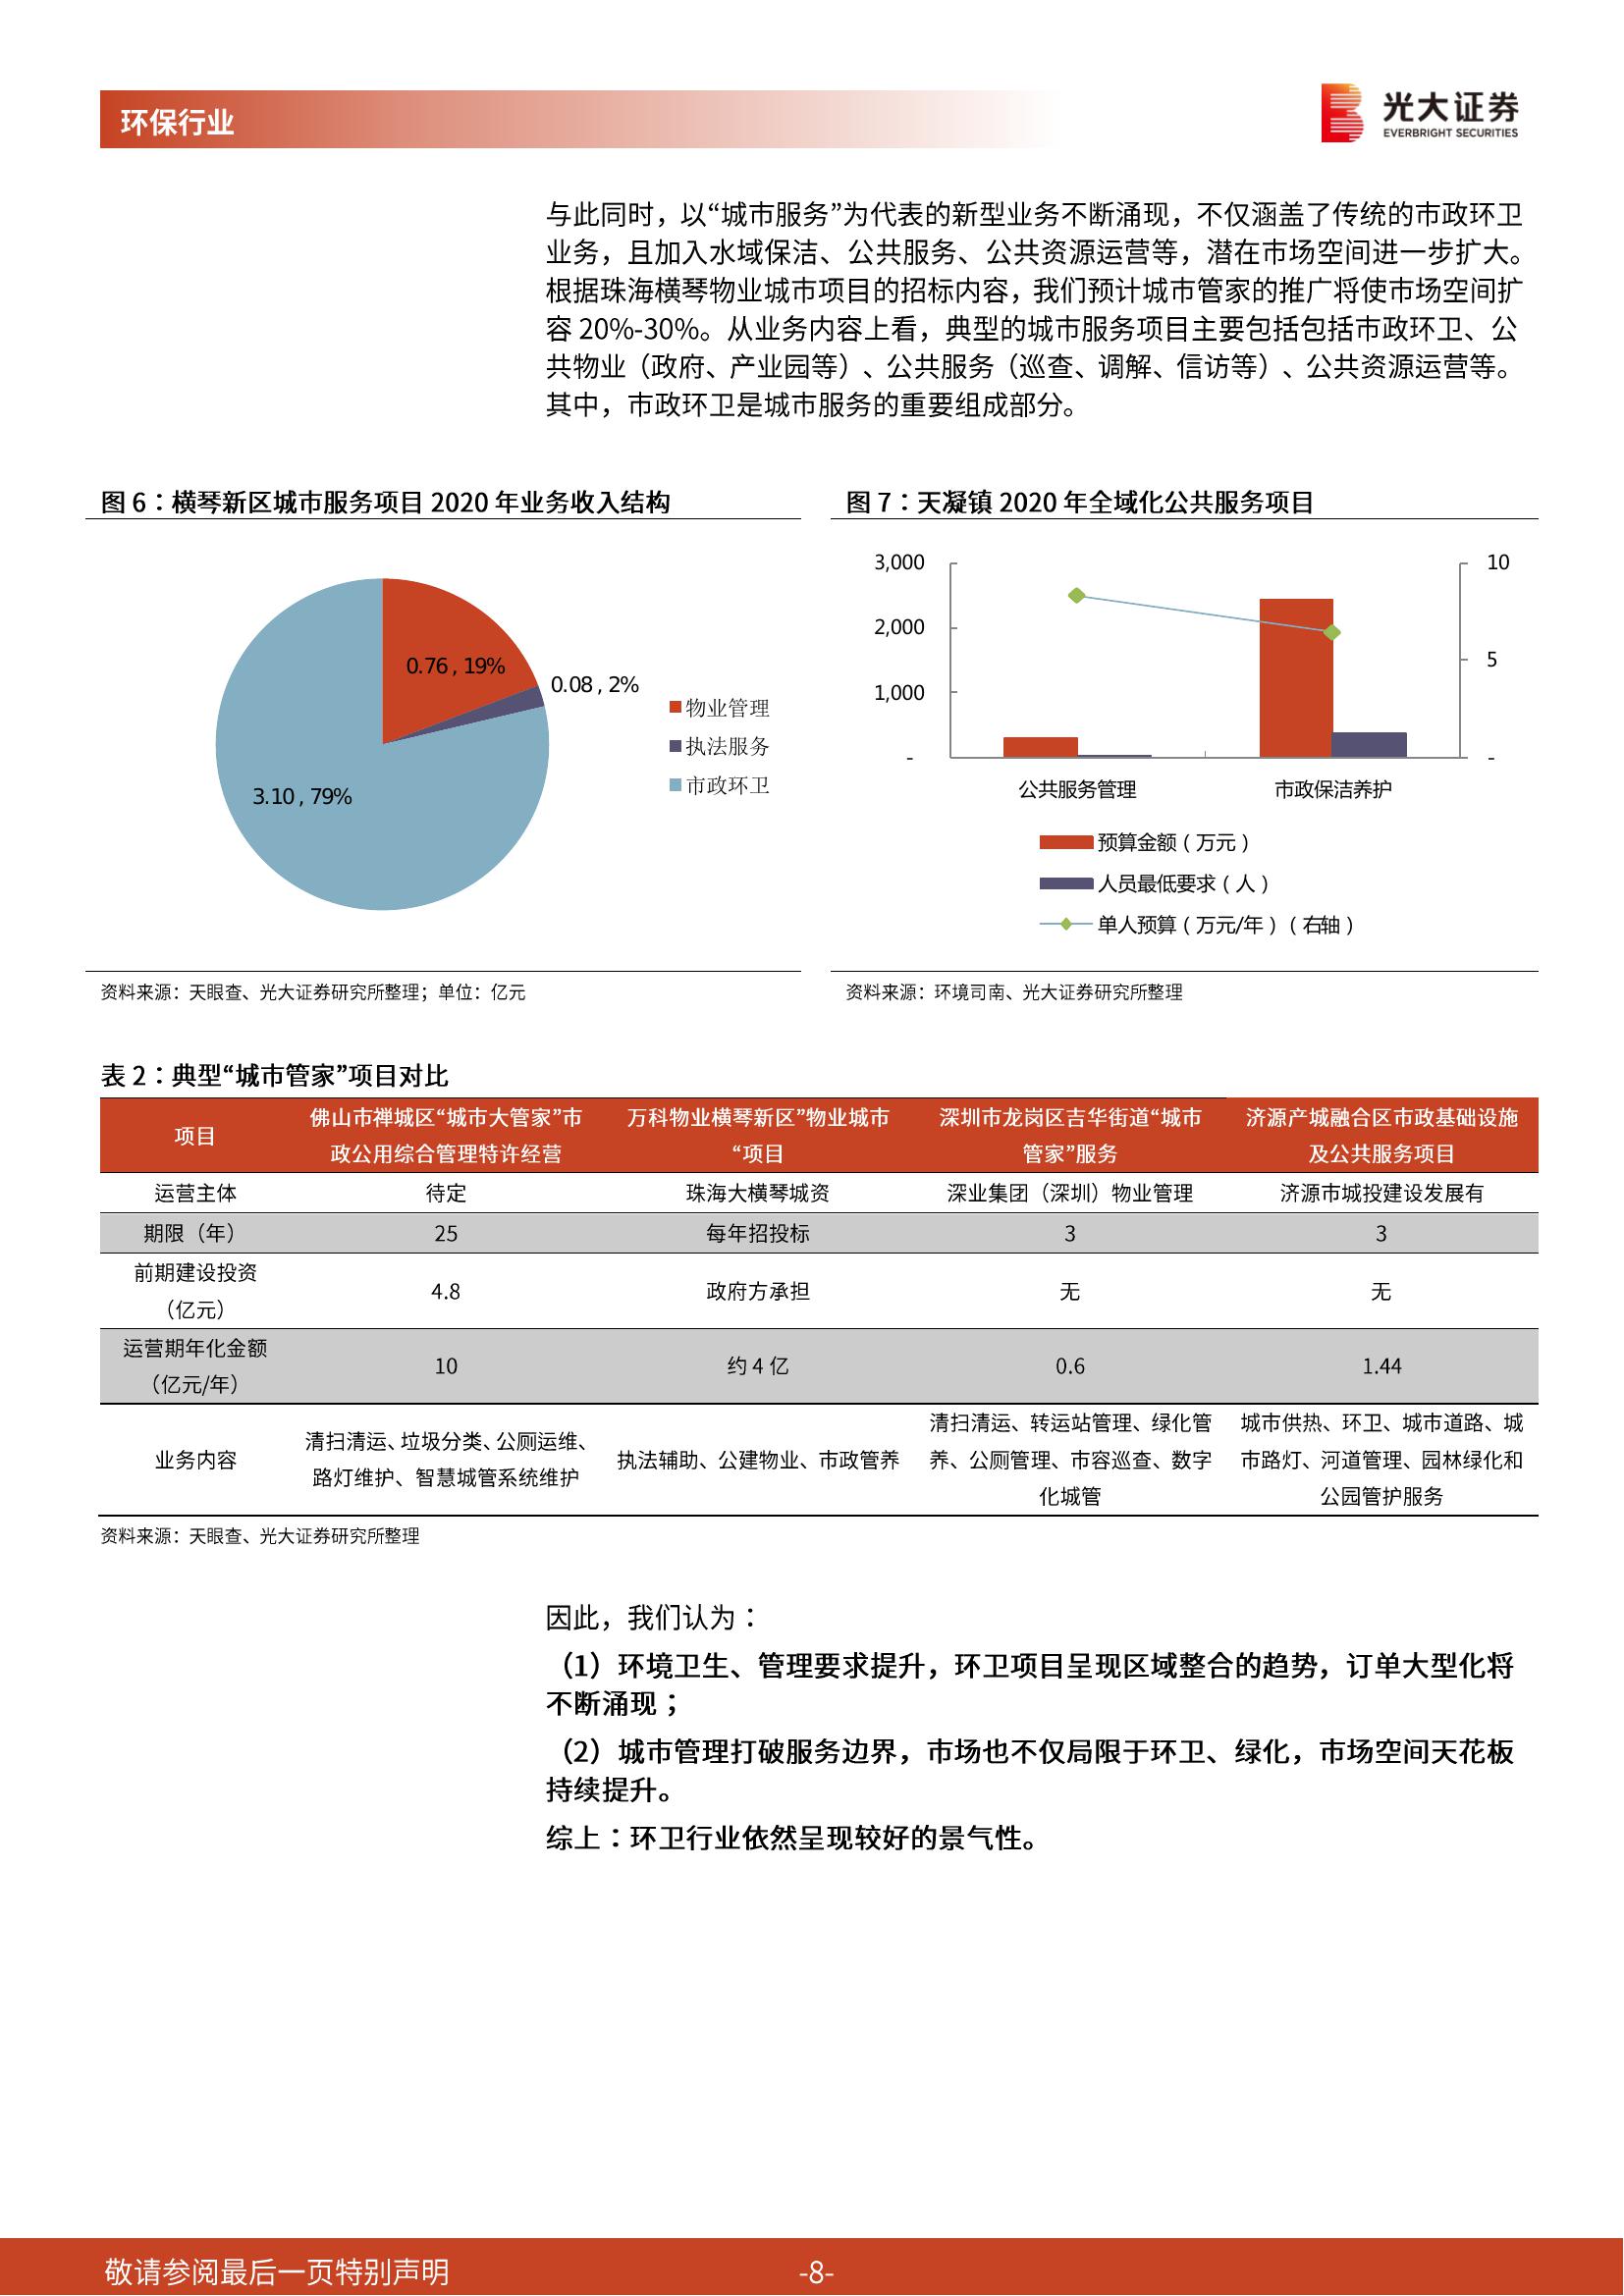 环保行业
光大证券
EVERBRIGHT SECURITIES
与此同时，以“城市服务”为代表的新型业务不断涌现，不仅涵盖了传统的市政环卫
业务，且加入水域保洁、公共服务、公共资源运营等，潜在市场空间进一步扩大。
根据珠海横琴物业城市项目的招标内容，我们预计城市管家的推广将使市场空间扩
容 20%-30%。从业务内容上看，典型的城市服务项目主要包括包括市政环卫、公
共物业（政府、产业园等）、公共服务（巡查、调解、信访等）、公共资源运营等。
其中，市政环卫是城市服务的重要组成部分。
图 6：横琴新区城市服务项目 2020 年业务收入结构
0.76 , 19%
0.08 , 2%
3.10 , 79%
物业管理
执法服务
市政环卫
资料来源：天眼查、光大证券研究所整理；单位：亿元
图 7：天凝镇 2020 年全域化公共服务项目
3,000
2,000
1,000
-
10
5
-
公共服务管理 市政保洁养护
预算金额（万元）
人员最低要求（人）
单人预算（万元/年）（右轴）
资料来源：环境司南、光大证券研究所整理
表 2：典型“城市管家”项目对比
项目
佛山市禅城区“城市大管家”市
政公用综合管理特许经营
万科物业横琴新区”物业城市
“项目
深圳市龙岗区吉华街道“城市
管家”服务
济源产城融合区市政基础设施
及公共服务项目
运营主体 待定 珠海大横琴城资 深业集团（深圳）物业管理 济源市城投建设发展有
期限（年） 25 每年招投标 3 3
前期建设投资
（亿元）
4.8 政府方承担 无 无
运营期年化金额
（亿元/年）
10 约 4 亿 0.6 1.44
业务内容
清扫清运、垃圾分类、公厕运维、
路灯维护、智慧城管系统维护
执法辅助、公建物业、市政管养
清扫清运、转运站管理、绿化管
养、公厕管理、市容巡查、数字
化城管
城市供热、环卫、城市道路、城
市路灯、河道管理、园林绿化和
公园管护服务
资料来源：天眼查、光大证券研究所整理
因此，我们认为：
（1）环境卫生、管理要求提升，环卫项目呈现区域整合的趋势，订单大型化将
不断涌现；
（2）城市管理打破服务边界，市场也不仅局限于环卫、绿化，市场空间天花板
持续提升。
综上：环卫行业依然呈现较好的景气性。
敬请参阅最后一页特别声明
-8-